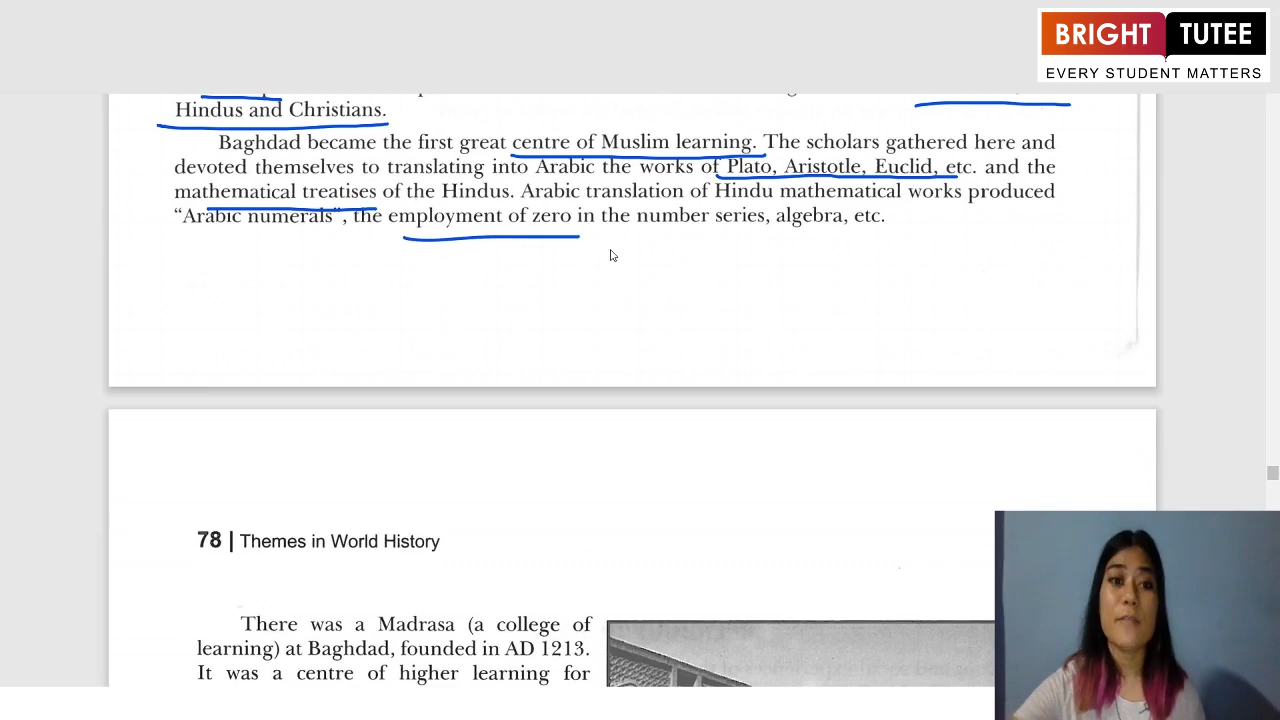 BRIGHT TUTEE
EVERY STUDENT MATTERS
Hindus and Christians.
Baghdad became the first great centre of Muslim learning. The scholars gathered here and
devoted themselves to translating into Arabic the works of Plato, Aristotle, Euclid, etc. and the
mathematical treatises of the Hindus. Arabic translation of Hindu mathematical works produced
“Arabic numerals”, the employment of zero in the number series, algebra, etc.
78 | Themes in World History
There was a Madrasa (a college of
learning) at Baghdad, founded in AD 1213.
It was a centre of higher learning for